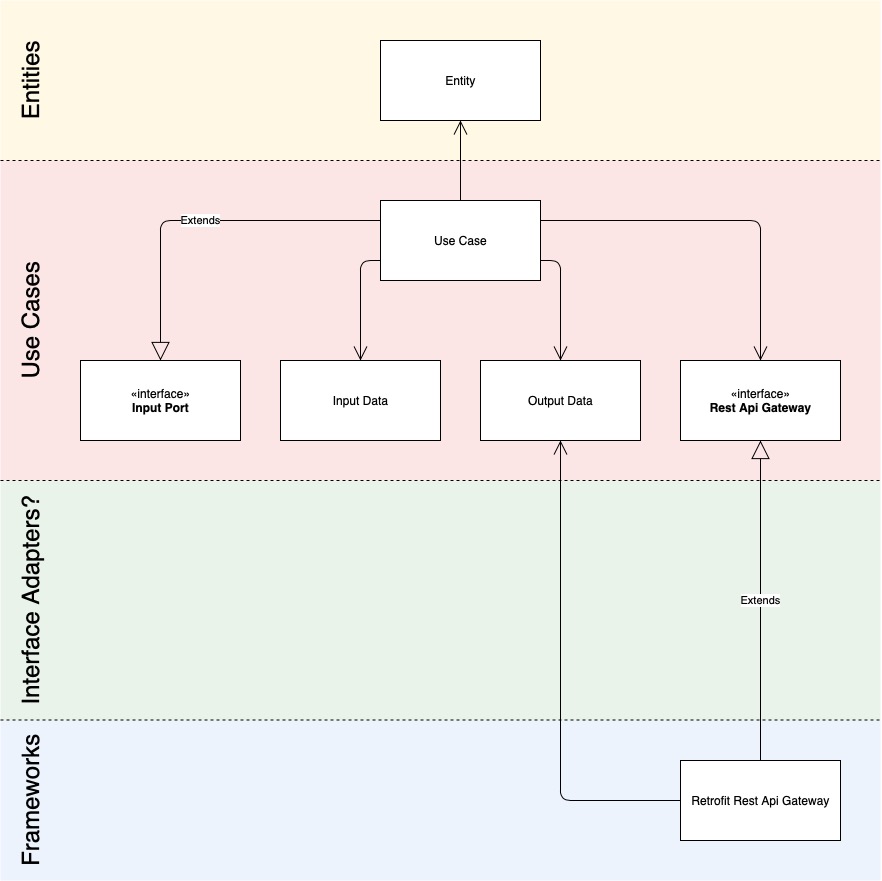 Entities
Entity
Use Cases
Extends
Use Case
«interface»
Input Port
Input Data
Output Data
«interface»
Rest Api Gateway
Interface Adapters?
Extends
Frameworks
Retrofit Rest Api Gateway